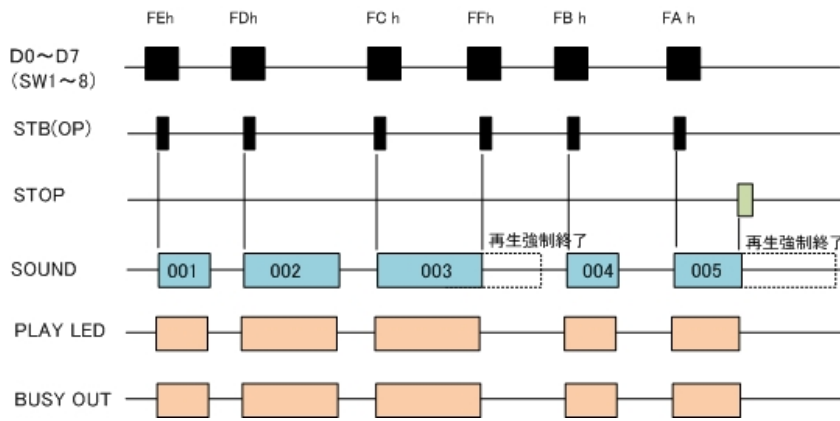 FEh FDh FC h FFh FB h FA h
D0～D7
(SW1～8)
STB(OP)
STOP
再生強制終了 再生強制終了
SOUND 001 002 003 004 005
PLAY LED
BUSY OUT